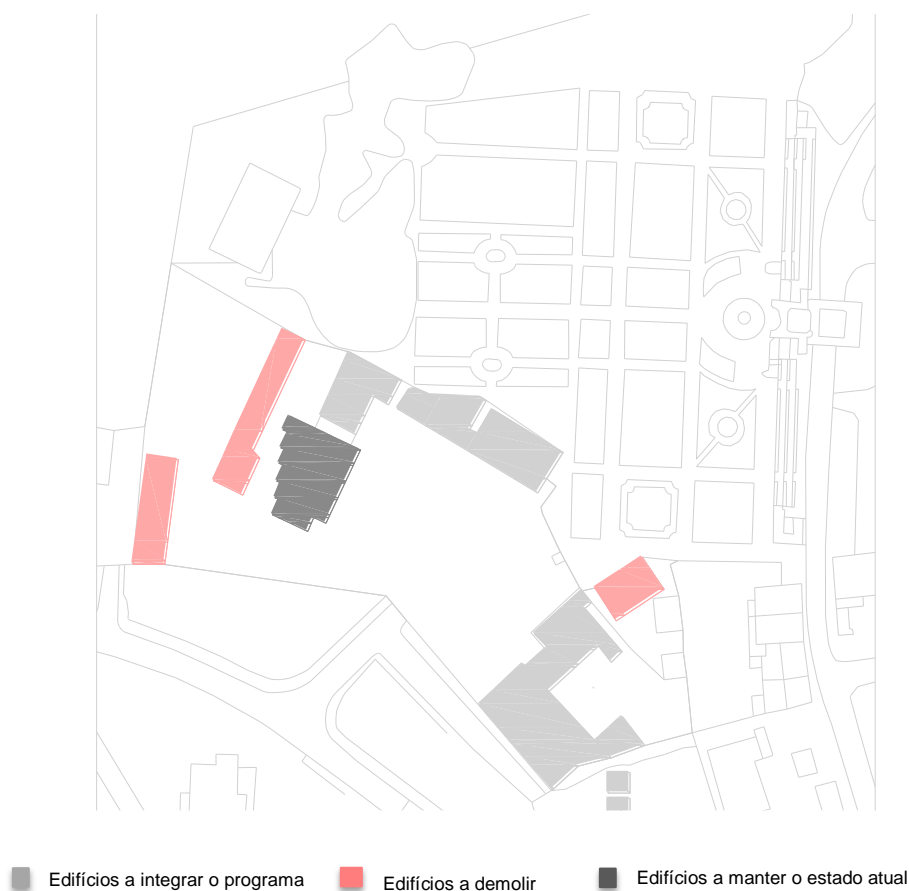 Edifícios a integrar o programa
Edifícios a demolir
Edifícios a manter o estado atual